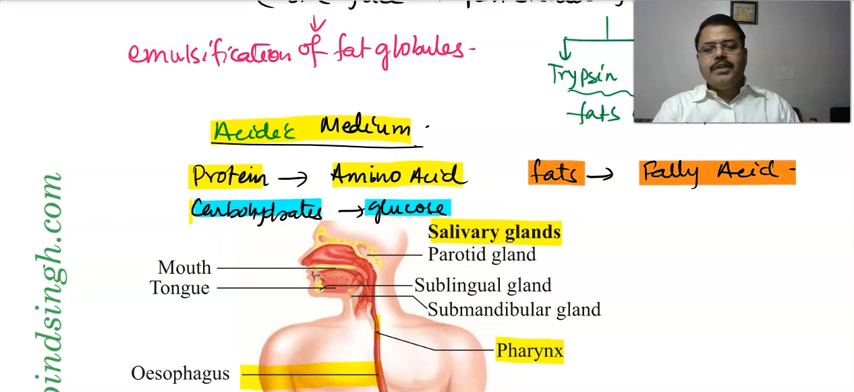 emulsification of fat globules-
Trypsin
fats
Acidic Medium.
Protein → Amino Acid
fats → Fatty Acid-
Carbohydrates → glucose
Salivary glands
Parotid gland
Mouth
Tongue
Sublingual gland
Submandibular gland
Pharynx
Oesophagus
bindsingh.com